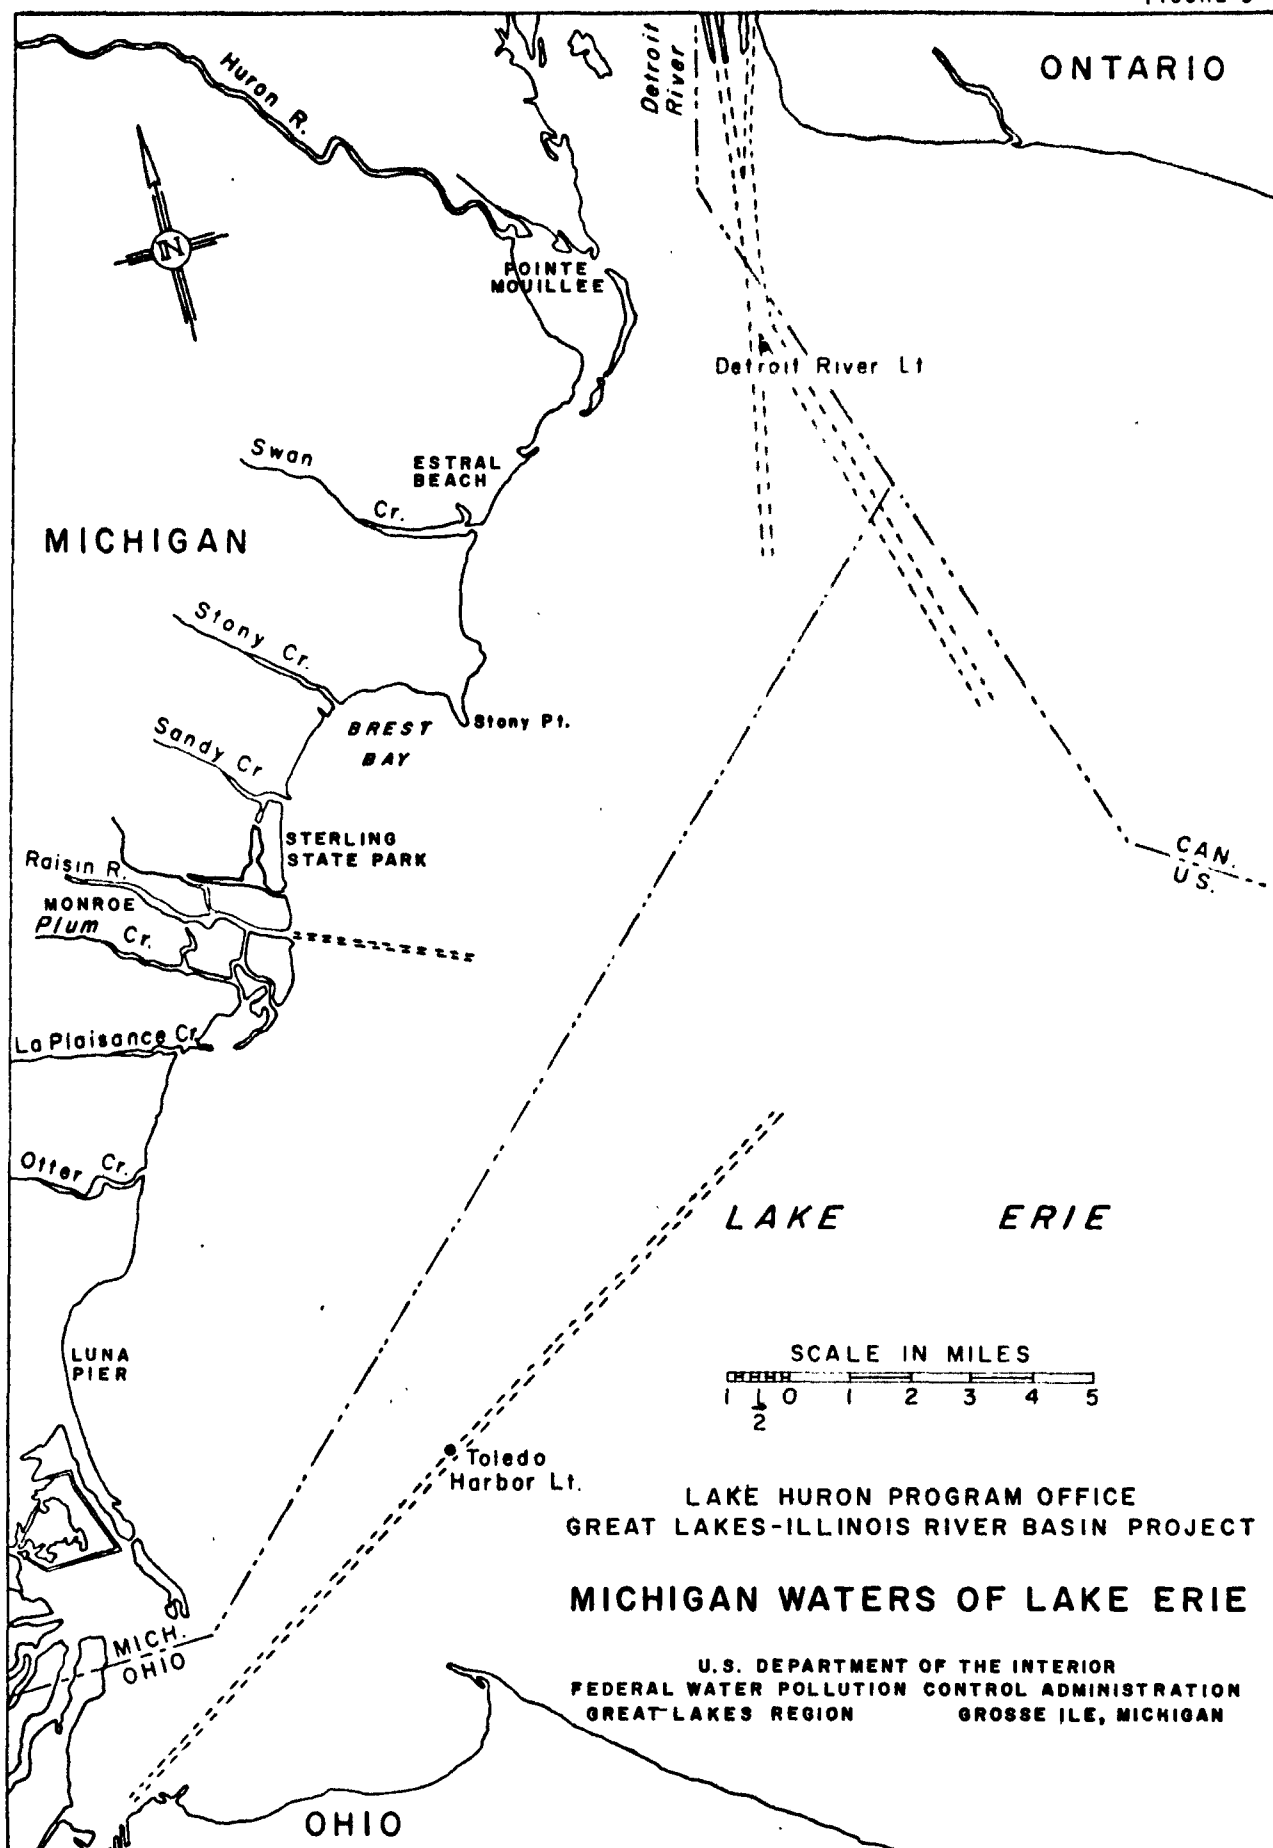 ONTARIO
Detroit
River
Huron R.
N
POINTE
MOUILLEE
Detroit River Lt
Swan
Cr.
ESTRAL
BEACH
MICHIGAN
Stony Cr.
BREST
BAY
Stony Pt.
Sandy Cr
STERLING
STATE PARK
Raisin R.
MONROE
Plum Cr.
CAN.
U.S.
La Plaisance Cr.
Otter Cr.
LAKE ERIE
LUNA
PIER
SCALE IN MILES
1 1/2 0 1 2 3 4 5
Toledo
Harbor Lt.
LAKE HURON PROGRAM OFFICE
GREAT LAKES-ILLINOIS RIVER BASIN PROJECT
MICHIGAN WATERS OF LAKE ERIE
MICH.
OHIO
U.S. DEPARTMENT OF THE INTERIOR
FEDERAL WATER POLLUTION CONTROL ADMINISTRATION
GREAT LAKES REGION GROSSE ILE, MICHIGAN
OHIO